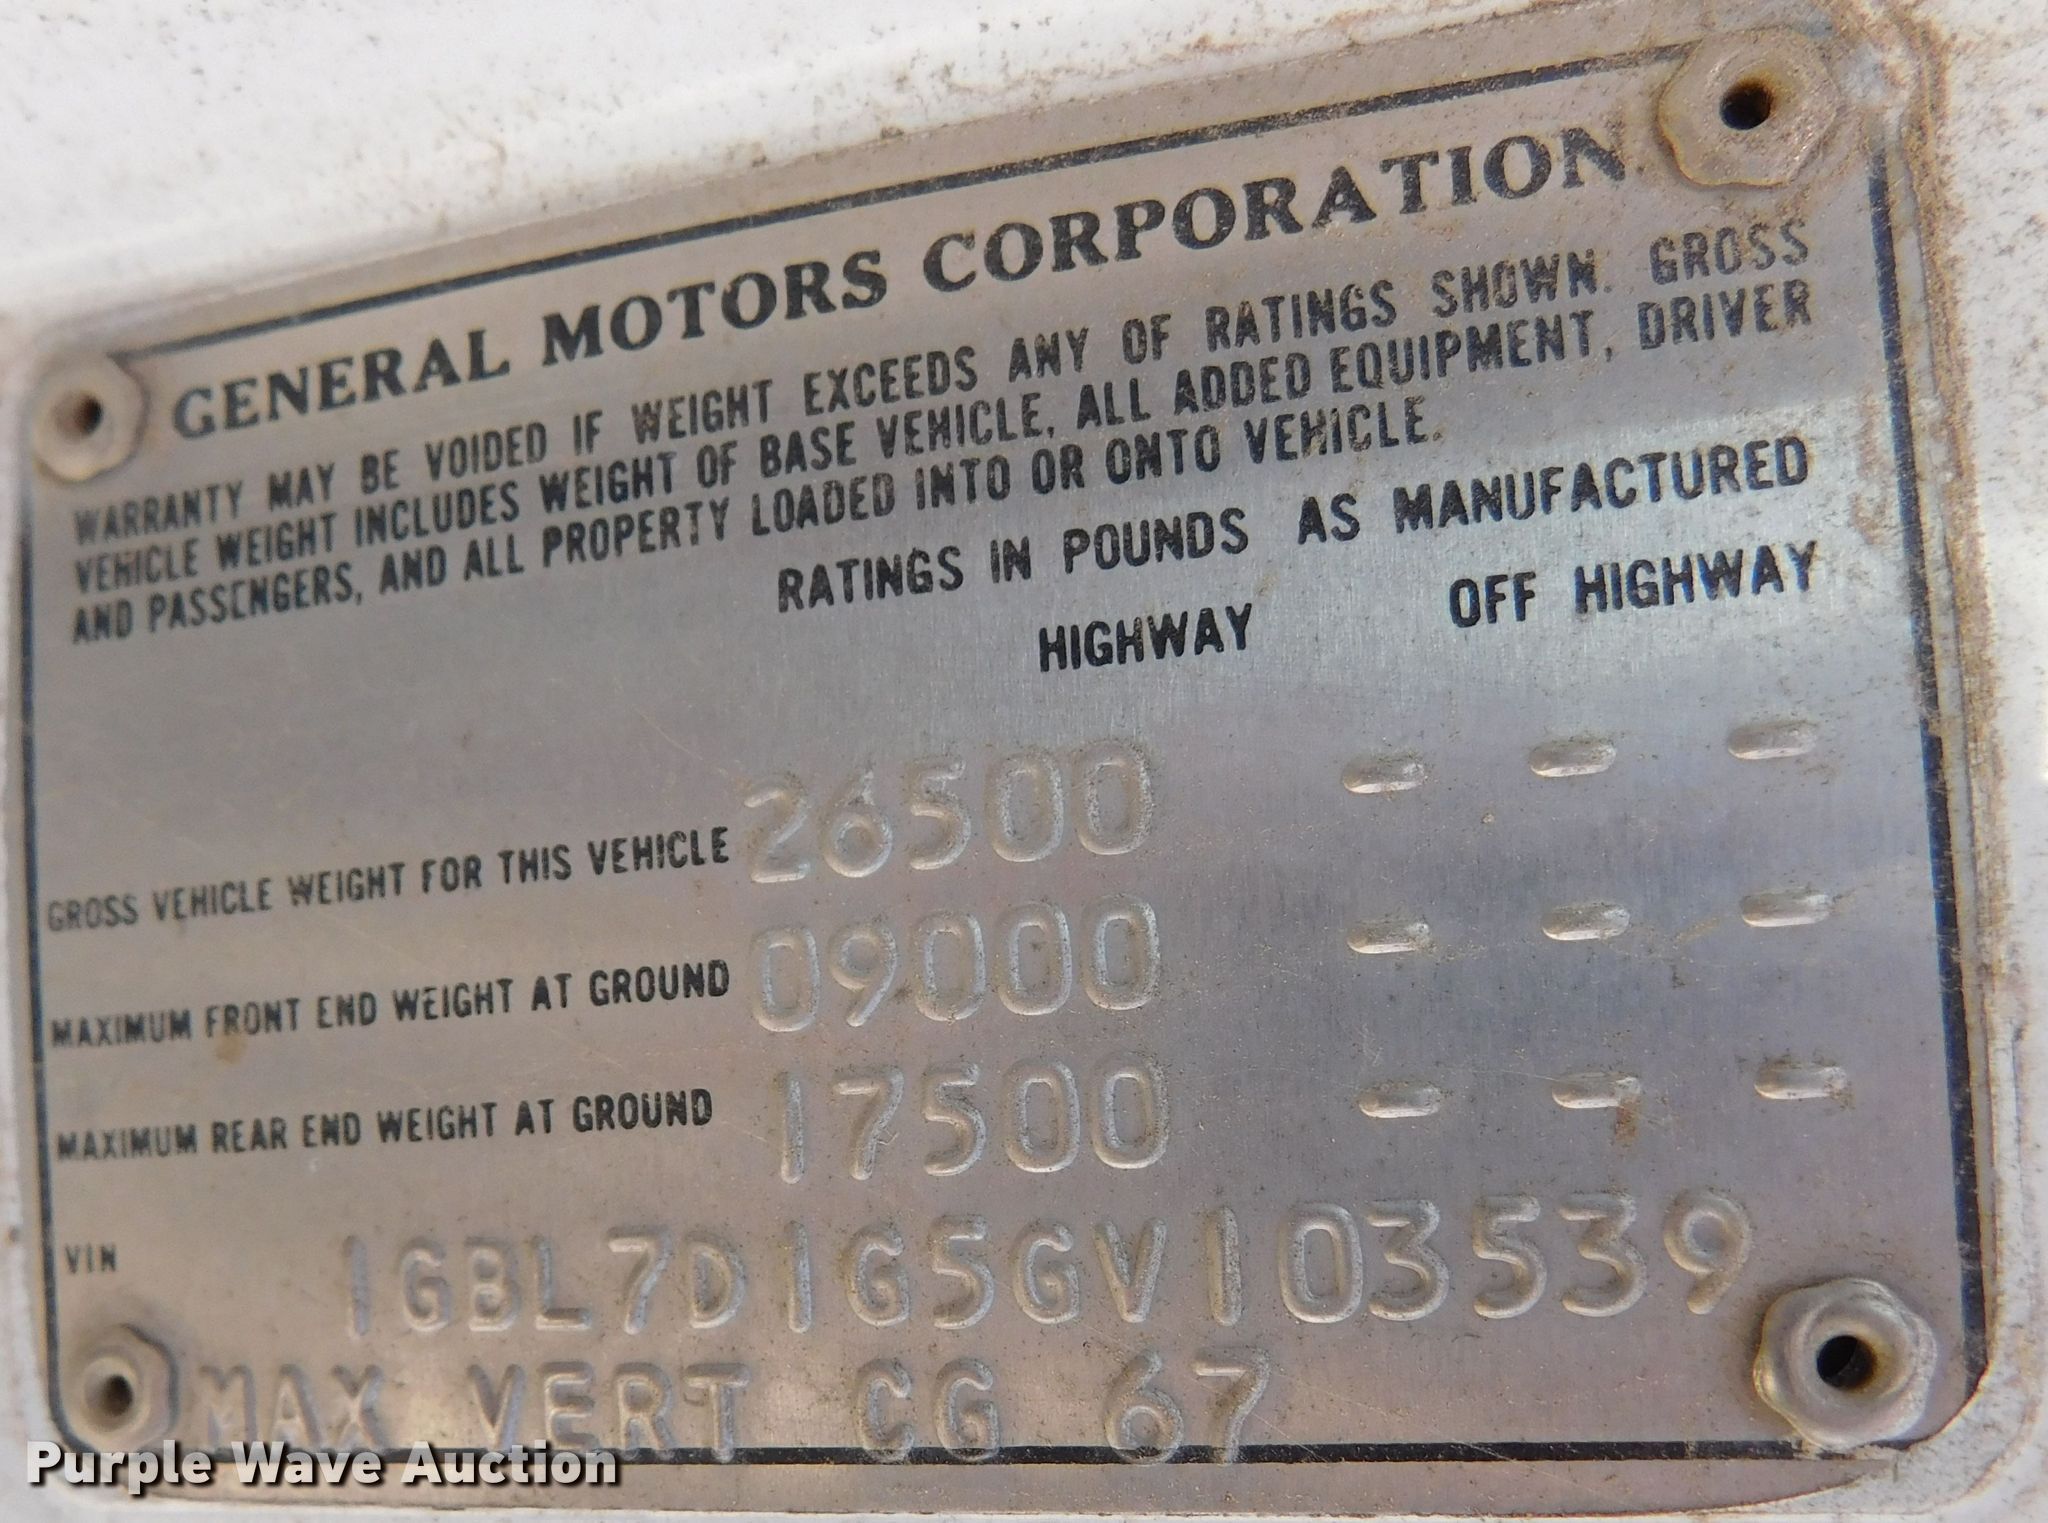 GENERAL MOTORS CORPORATION
WARRANTY MAY BE VOIDED IF WEIGHT EXCEEDS ANY OF RATINGS SHOWN. GROSS
VEHICLE WEIGHT INCLUDES WEIGHT OF BASE VEHICLE, ALL ADDED EQUIPMENT, DRIVER
AND PASSENGERS, AND ALL PROPERTY LOADED INTO OR ONTO VEHICLE.
RATINGS IN POUNDS AS MANUFACTURED
HIGHWAY OFF HIGHWAY
GROSS VEHICLE WEIGHT FOR THIS VEHICLE 26500 - - -
MAXIMUM FRONT END WEIGHT AT GROUND 09000 - - -
MAXIMUM REAR END WEIGHT AT GROUND 17500 - - -
VIN 1GBL7D1G5GV103539
MAX VERT CG 67
Purple Wave Auction